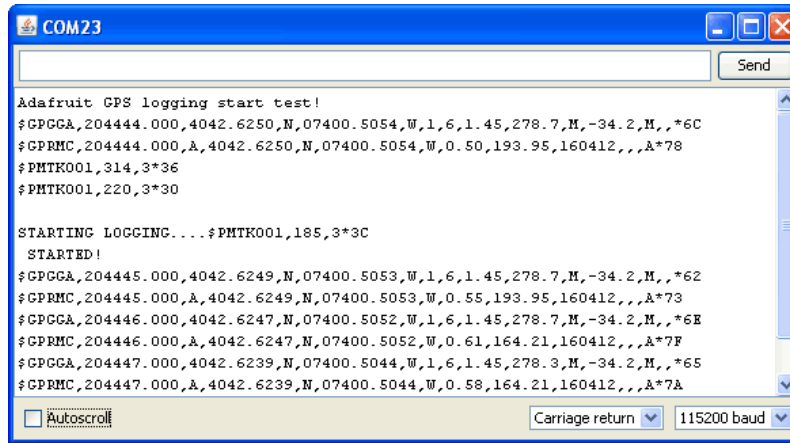 COM23
Send
Adafruit GPS logging start test!
$GPGGA,204444.000,4042.6250,N,07400.5054,W,1,6,1.45,278.7,M,-34.2,M,,*6C
$GPRMC,204444.000,A,4042.6250,N,07400.5054,W,0.50,193.95,160412,,,A*78
$PMTK001,314,3*36
$PMTK001,220,3*30
STARTING LOGGING....$PMTK001,185,3*3C
STARTED!
$GPGGA,204445.000,4042.6249,N,07400.5053,W,1,6,1.45,278.7,M,-34.2,M,,*62
$GPRMC,204445.000,A,4042.6249,N,07400.5053,W,0.55,193.95,160412,,,A*73
$GPGGA,204446.000,4042.6247,N,07400.5052,W,1,6,1.45,278.7,M,-34.2,M,,*6E
$GPRMC,204446.000,A,4042.6247,N,07400.5052,W,0.61,164.21,160412,,,A*7F
$GPGGA,204447.000,4042.6239,N,07400.5044,W,1,6,1.45,278.3,M,-34.2,M,,*65
$GPRMC,204447.000,A,4042.6239,N,07400.5044,W,0.58,164.21,160412,,,A*7A
Autoscroll
Carriage return
115200 baud